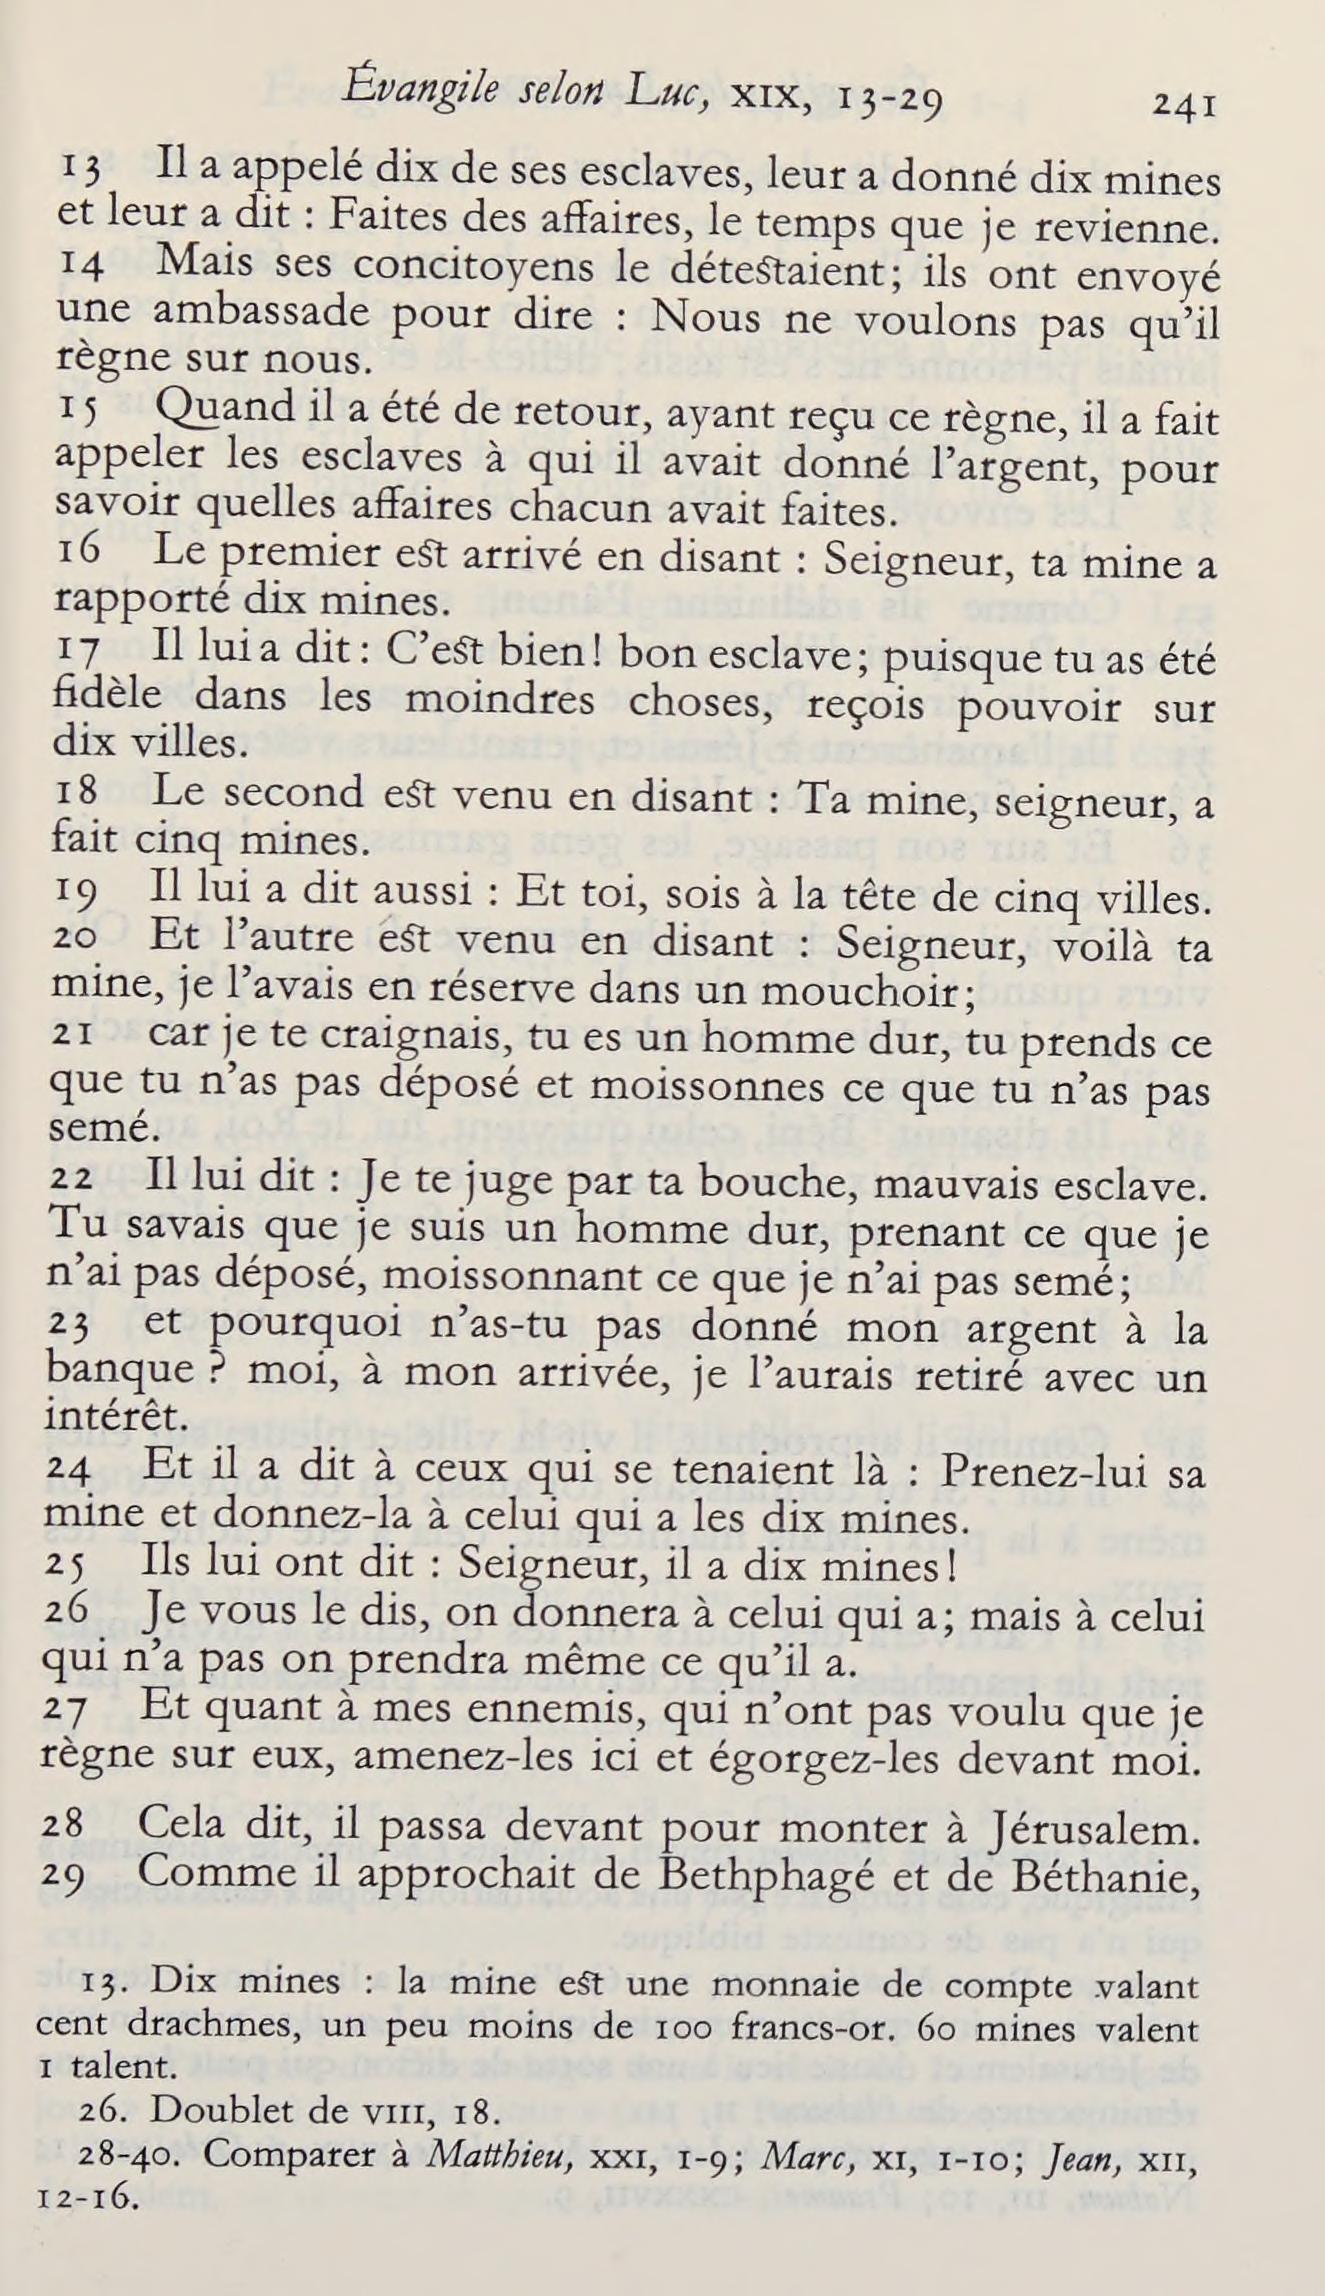 Évangile selon Luc, XIX, 13-29
241
13 Il a appelé dix de ses esclaves, leur a donné dix mines
et leur a dit : Faites des affaires, le temps que je revienne.
14 Mais ses concitoyens le détestaient; ils ont envoyé
une ambassade pour dire : Nous ne voulons pas qu'il
règne sur nous.
15 Quand il a été de retour, ayant reçu ce règne, il a fait
appeler les esclaves à qui il avait donné l'argent, pour
savoir quelles affaires chacun avait faites.
16 Le premier est arrivé en disant : Seigneur, ta mine a
rapporté dix mines.
17 Il lui a dit : C'est bien! bon esclave; puisque tu as été
fidèle dans les moindres choses, reçois pouvoir sur
dix villes.
18 Le second est venu en disant : Ta mine, seigneur, a
fait cinq mines.
19 Il lui a dit aussi : Et toi, sois à la tête de cinq villes.
20 Et l'autre est venu en disant : Seigneur, voilà ta
mine, je l'avais en réserve dans un mouchoir;
21 car je te craignais, tu es un homme dur, tu prends ce
que tu n'as pas déposé et moissonnes ce que tu n'as pas
semé.
22 Il lui dit : Je te juge par ta bouche, mauvais esclave.
Tu savais que je suis un homme dur, prenant ce que je
n'ai pas déposé, moissonnant ce que je n'ai pas semé;
23 et pourquoi n'as-tu pas donné mon argent à la
banque ? moi, à mon arrivée, je l'aurais retiré avec un
intérêt.
24 Et il a dit à ceux qui se tenaient là : Prenez-lui sa
mine et donnez-la à celui qui a les dix mines.
25 Ils lui ont dit : Seigneur, il a dix mines!
26 Je vous le dis, on donnera à celui qui a; mais à celui
qui n'a pas on prendra même ce qu'il a.
27 Et quant à mes ennemis, qui n'ont pas voulu que je
règne sur eux, amenez-les ici et égorgez-les devant moi.
28 Cela dit, il passa devant pour monter à Jérusalem.
29 Comme il approchait de Bethphagé et de Béthanie,
13. Dix mines : la mine est une monnaie de compte valant
cent drachmes, un peu moins de 100 francs-or. 60 mines valent
1 talent.
26. Doublet de VIII, 18.
28-40. Comparer à Matthieu, XXI, 1-9; Marc, XI, 1-10; Jean, XII,
12-16.